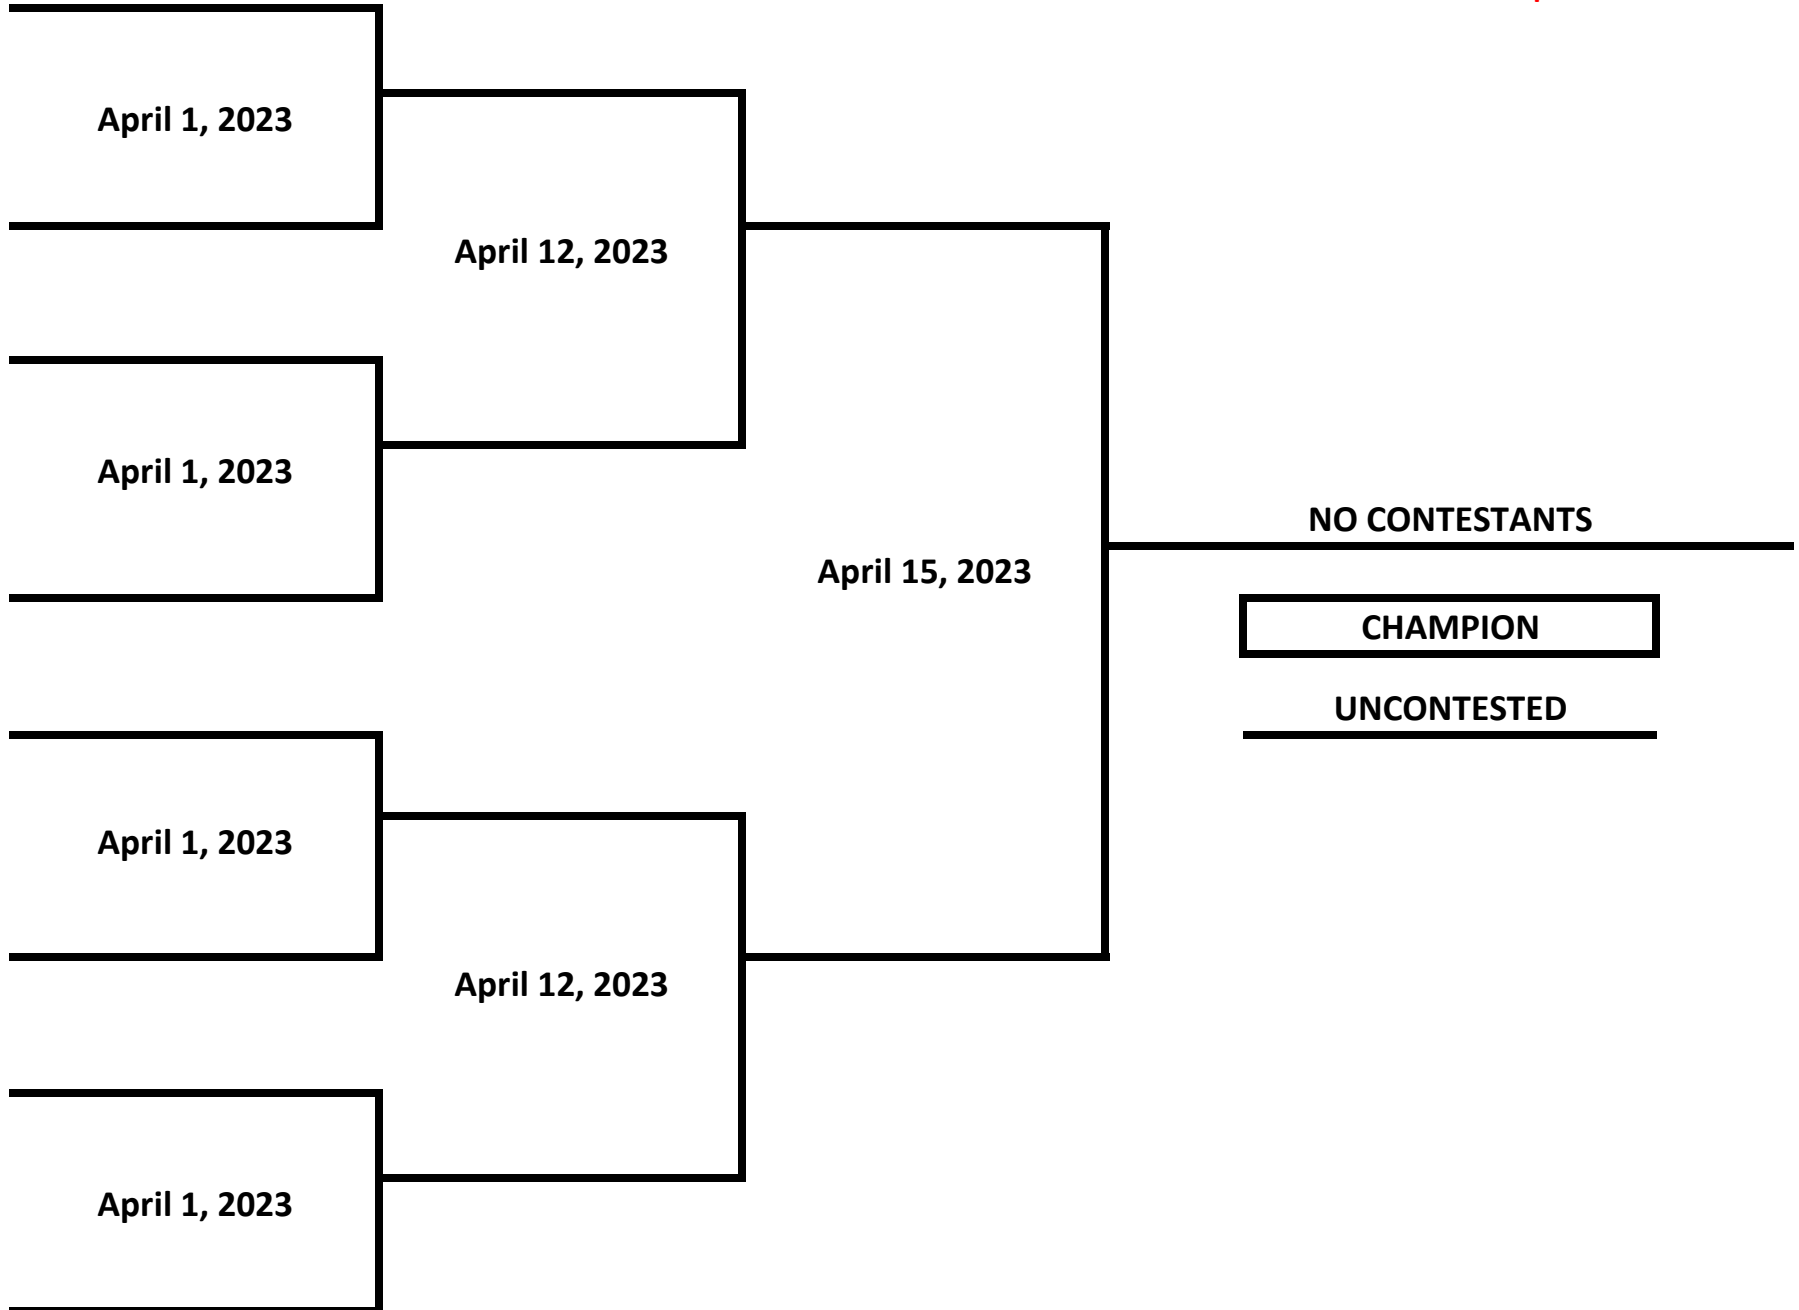 April 1, 2023
April 12, 2023
April 1, 2023
NO CONTESTANTS
April 15, 2023
CHAMPION
UNCONTESTED
April 1, 2023
April 12, 2023
April 1, 2023